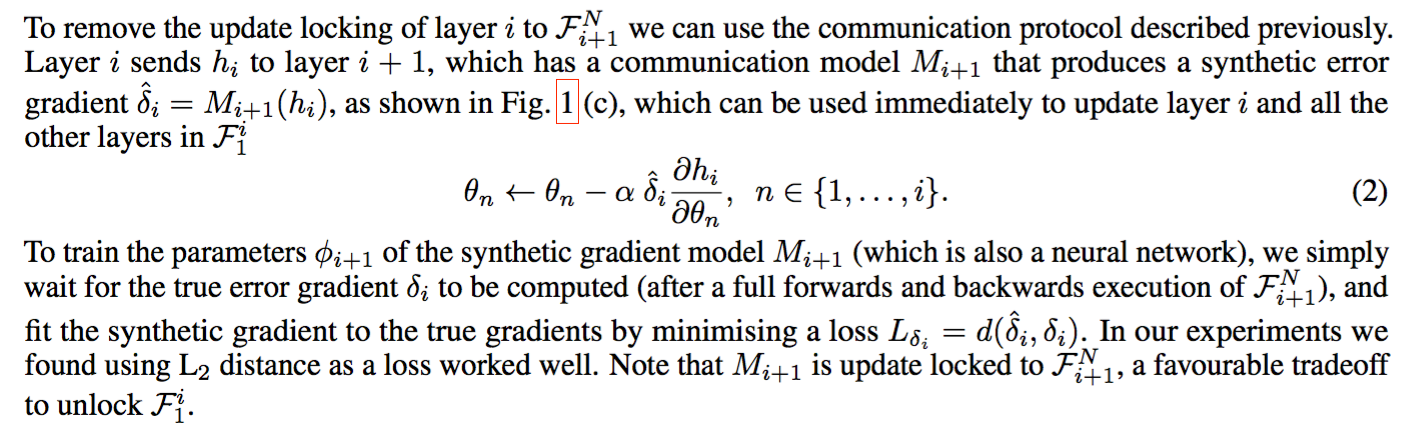 To remove the update locking of layer i to $\mathcal{F}_{i+1}^{N}$ we can use the communication protocol described previously.
Layer i sends $h_i$ to layer $i + 1$, which has a communication model $M_{i+1}$ that produces a synthetic error
gradient $\hat{\delta}_i = M_{i+1}(h_i)$, as shown in Fig. 1 (c), which can be used immediately to update layer i and all the
other layers in $\mathcal{F}_1^i$
$\theta_n \leftarrow \theta_n - \alpha \, \hat{\delta}_i \frac{\partial h_i}{\partial \theta_n}, \; n \in \{1, \ldots, i\}.$ (2)
To train the parameters $\phi_{i+1}$ of the synthetic gradient model $M_{i+1}$ (which is also a neural network), we simply
wait for the true error gradient $\delta_i$ to be computed (after a full forwards and backwards execution of $\mathcal{F}_{i+1}^{N}$), and
fit the synthetic gradient to the true gradients by minimising a loss $L_{\delta_i} = d(\hat{\delta}_i, \delta_i)$. In our experiments we
found using $\mathrm{L}_2$ distance as a loss worked well. Note that $M_{i+1}$ is update locked to $\mathcal{F}_{i+1}^{N}$, a favourable tradeoff
to unlock $\mathcal{F}_1^i$.